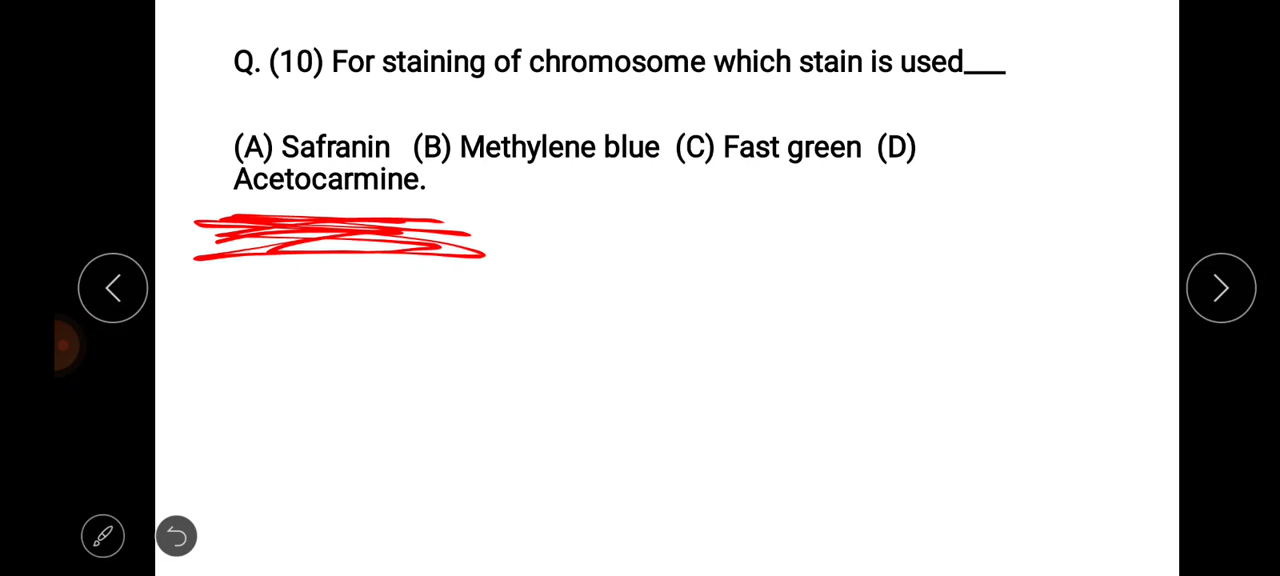 Q. (10) For staining of chromosome which stain is used___
(A) Safranin (B) Methylene blue (C) Fast green (D)
Acetocarmine.